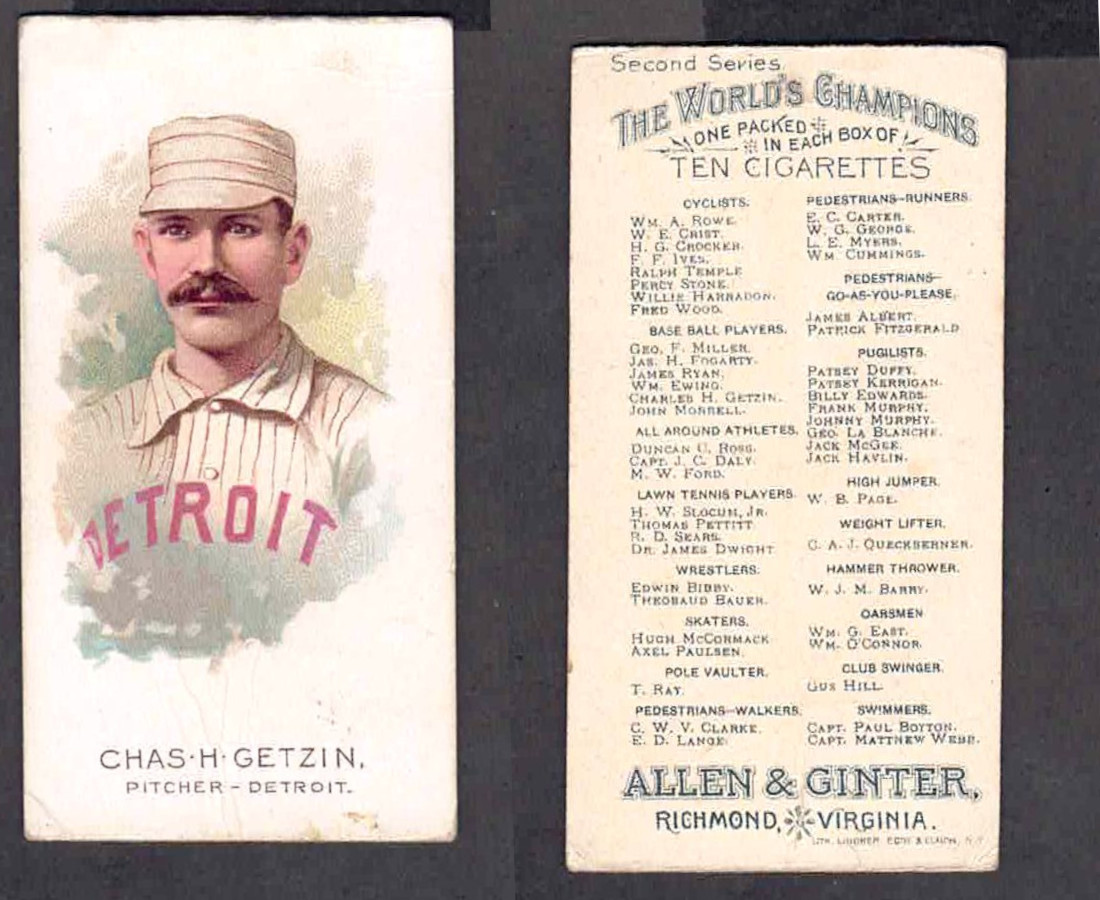 DETROIT
CHAS·H·GETZIN,
PITCHER - DETROIT.
Second Series
THE WORLD'S CHAMPIONS
ONE PACKED
IN EACH BOX OF
TEN CIGARETTES
CYCLISTS.
WM. A. ROWE.
W. E. CRIST.
H. G. CROCKER.
F. F. IVES.
RALPH TEMPLE
PERCY STONE.
WILLIE HARRADON.
FRED WOOD.
BASE BALL PLAYERS.
GEO. F. MILLER.
JAS. H. FOGARTY.
JAMES RYAN.
WM. EWING.
CHARLES H. GETZIN.
JOHN MORRELL.
ALL AROUND ATHLETES.
DUNCAN C. ROSS.
CAPT. J. C. DALY.
M. W. FORD.
LAWN TENNIS PLAYERS.
H. W. SLOCUM, JR.
THOMAS PETTITT
R. D. SEARS.
DR. JAMES DWIGHT
WRESTLERS.
EDWIN BIBBY.
THEOBAUD BAUER.
SKATERS.
HUGH MCCORMACK
AXEL PAULSEN.
POLE VAULTER.
T. RAY.
PEDESTRIANS-WALKERS.
C. W. V. CLARKE.
E. D. LANGE.
PEDESTRIANS-RUNNERS.
E. C. CARTER.
W. G. GEORGE.
L. E. MYERS.
WM. CUMMINGS.
PEDESTRIANS-
GO-AS-YOU-PLEASE.
JAMES ALBERT.
PATRICK FITZGERALD
PUGILISTS.
PATSEY DUFFY.
PATSEY KERRIGAN.
BILLY EDWARDS.
FRANK MURPHY.
JOHNNY MURPHY.
GEO. LA BLANCHE.
JACK MCGEE.
JACK HAVLIN.
HIGH JUMPER.
W. B. PAGE.
WEIGHT LIFTER.
C. A. J. QUECKBERNER.
HAMMER THROWER.
W. J. M. BARRY.
OARSMEN
WM. G. EAST.
WM. O'CONNOR.
CLUB SWINGER.
GUS HILL.
SWIMMERS.
CAPT. PAUL BOYTON.
CAPT. MATTHEW WEBB.
ALLEN & GINTER,
RICHMOND, VIRGINIA.
LITH. LINDNER, EDDY & CLAUSS, N.Y.